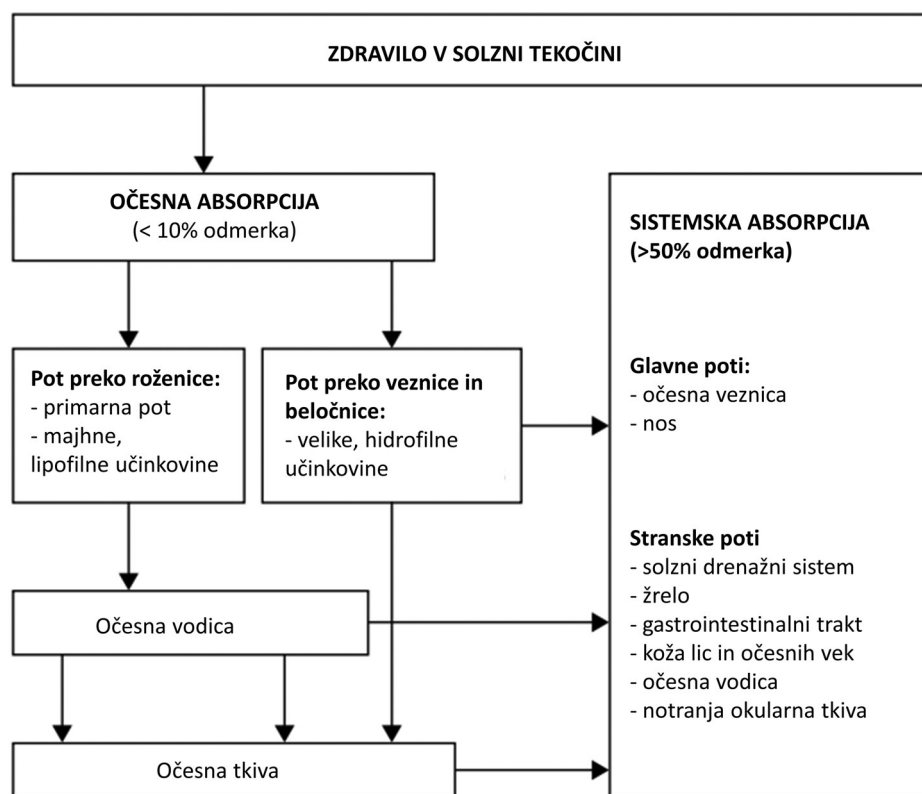 ZDRAVILO V SOLZNI TEKOČINI
OČESNA ABSORPCIJA
(< 10% odmerka)
SISTEMSKA ABSORPCIJA
(>50% odmerka)
Pot preko roženice:
- primarna pot
- majhne,
lipofilne učinkovine
Pot preko veznice in
beločnice:
- velike, hidrofilne
učinkovine
Glavne poti:
- očesna veznica
- nos
Stranske poti
- solzni drenažni sistem
- žrelo
- gastrointestinalni trakt
- koža lic in očesnih vek
- očesna vodica
- notranja okularna tkiva
Očesna vodica
Očesna tkiva